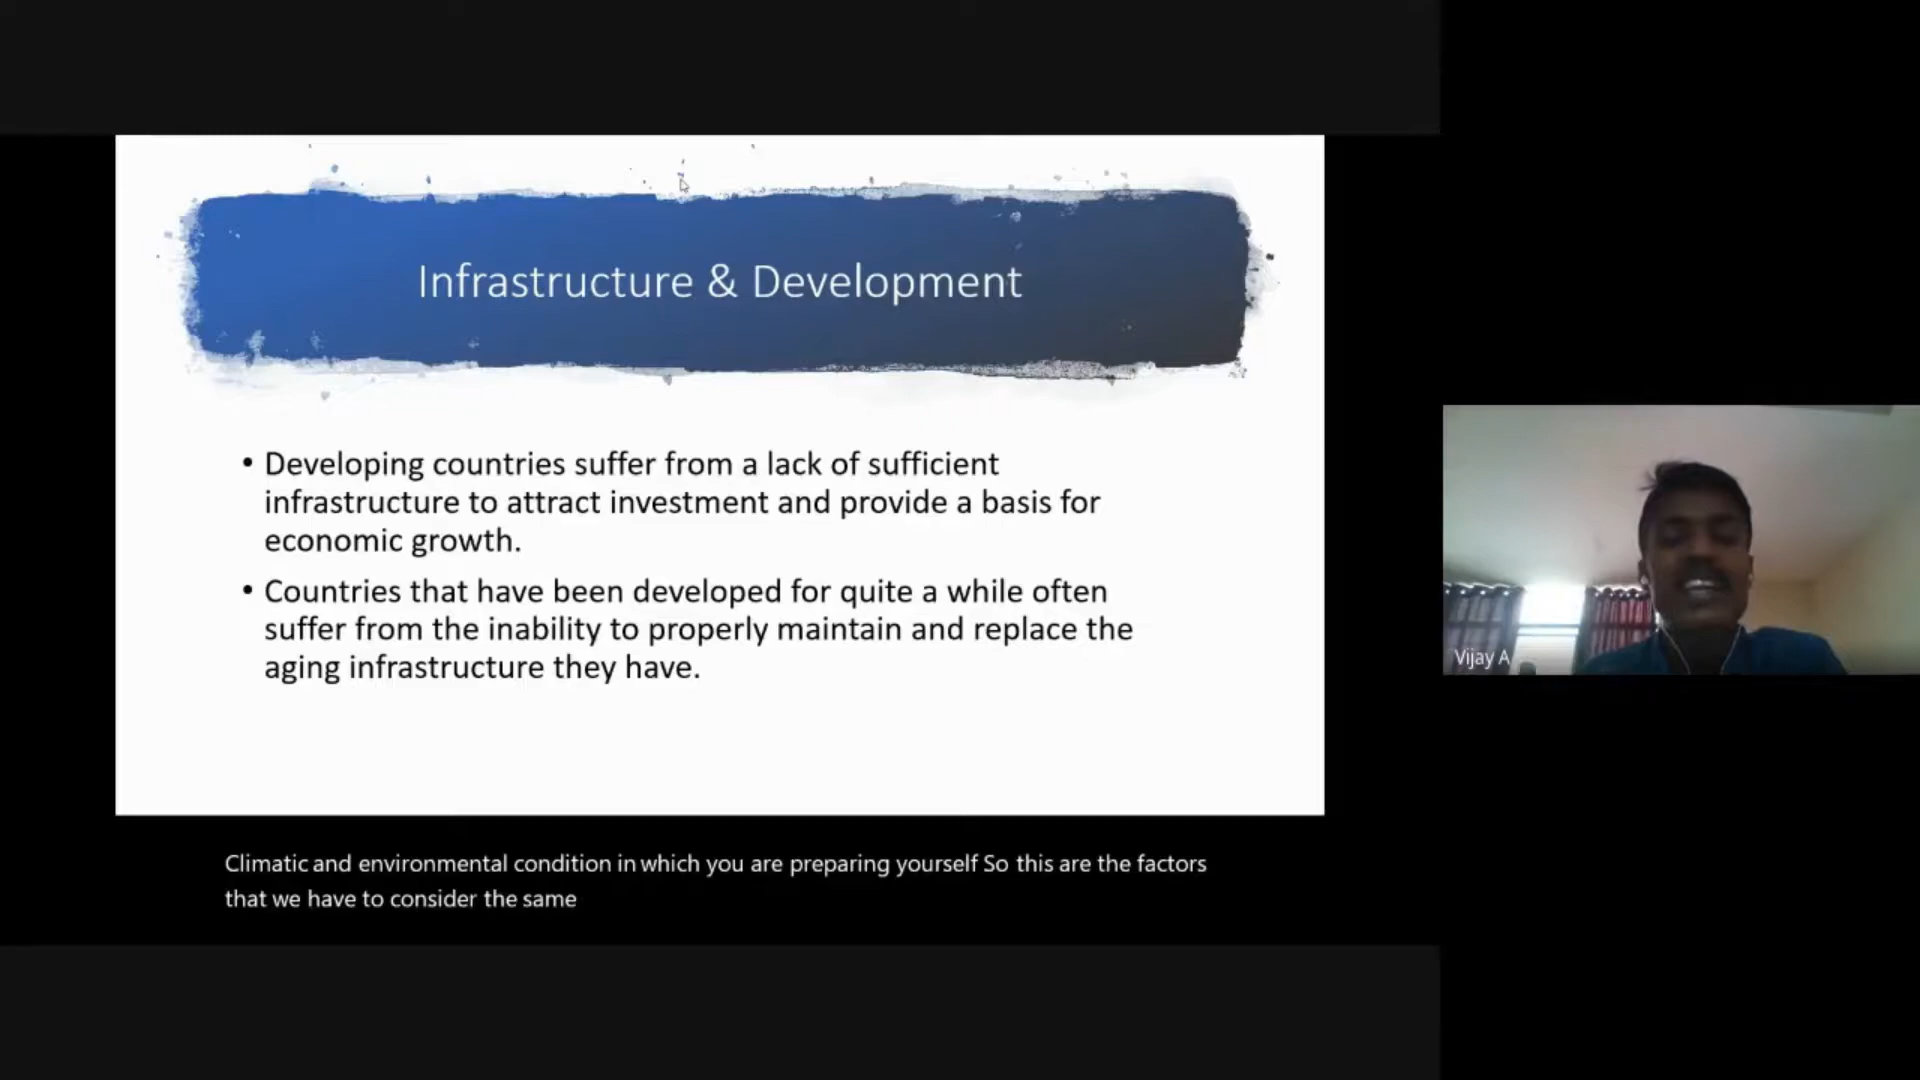 Infrastructure & Development
• Developing countries suffer from a lack of sufficient
infrastructure to attract investment and provide a basis for
economic growth.
• Countries that have been developed for quite a while often
suffer from the inability to properly maintain and replace the
aging infrastructure they have.
Vijay A
Climatic and environmental condition in which you are preparing yourself So this are the factors
that we have to consider the same